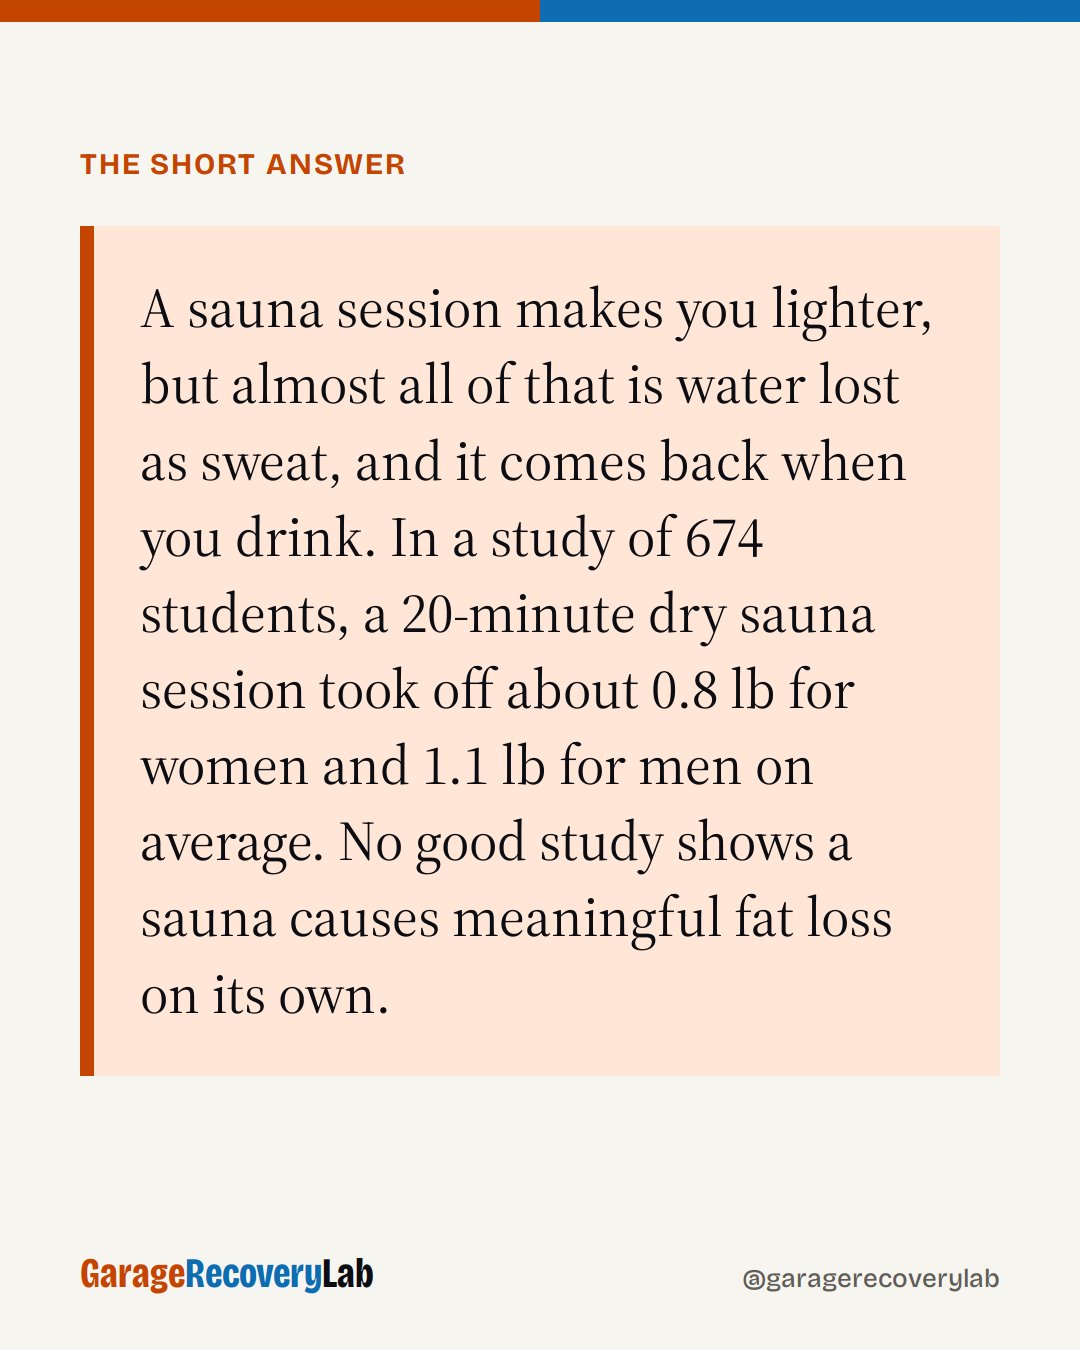 THE SHORT ANSWER
A sauna session makes you lighter,
but almost all of that is water lost
as sweat, and it comes back when
you drink. In a study of 674
students, a 20-minute dry sauna
session took off about 0.8 lb for
women and 1.1 lb for men on
average. No good study shows a
sauna causes meaningful fat loss
on its own.
GarageRecoveryLab
@garagerecoverylab